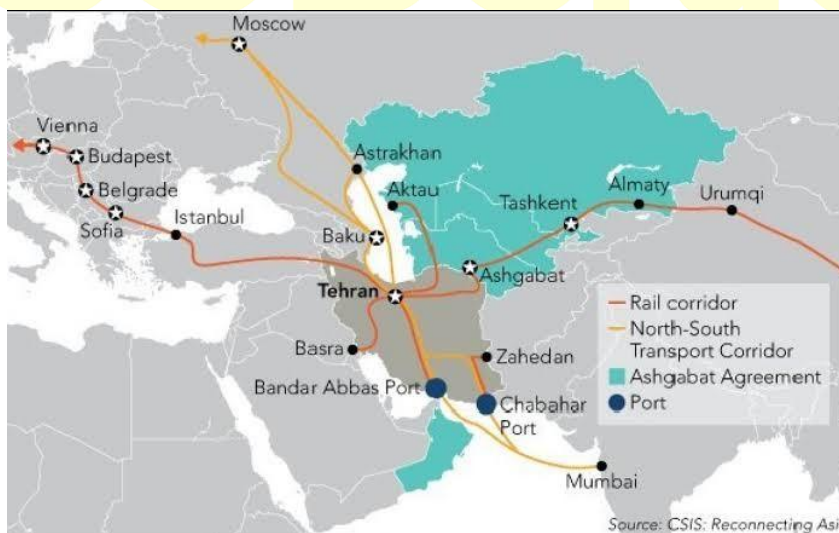 Moscow
Vienna
Budapest
Belgrade
Sofia
Istanbul
Astrakhan
Aktau
Baku
Tashkent
Almaty
Urumqi
Ashgabat
Tehran
Basra
Zahedan
Bandar Abbas Port
Chabahar
Port
Mumbai
Rail corridor
North-South
Transport Corridor
Ashgabat Agreement
Port
Source: CSIS: Reconnecting Asi